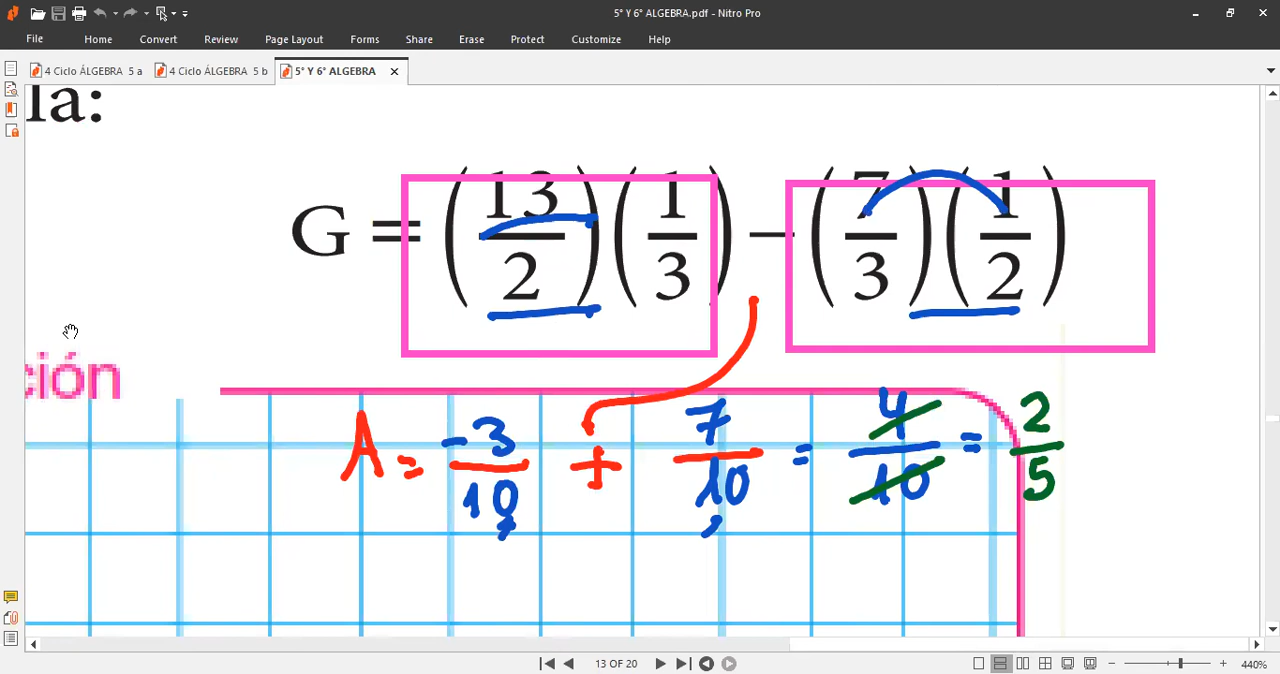 5° Y 6° ALGEBRA.pdf - Nitro Pro
File Home Convert Review Page Layout Forms Share Erase Protect Customize Help
4 Ciclo ÁLGEBRA 5 a 4 Ciclo ÁLGEBRA 5 b 5° Y 6° ALGEBRA
la:
G = (13/2)(1/3) − (7/3)(1/2)
ción
A = -3/10 + 7/10 = 4/10 = 2/5
13 OF 20 440%